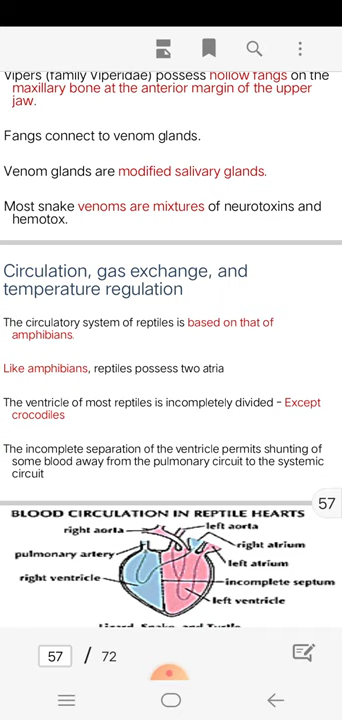 Vipers (family Viperidae) possess hollow fangs on the
maxillary bone at the anterior margin of the upper
jaw.
Fangs connect to venom glands.
Venom glands are modified salivary glands.
Most snake venoms are mixtures of neurotoxins and
hemotox.
Circulation, gas exchange, and
temperature regulation
The circulatory system of reptiles is based on that of
amphibians.
Like amphibians, reptiles possess two atria
The ventricle of most reptiles is incompletely divided – Except
crocodiles
The incomplete separation of the ventricle permits shunting of
some blood away from the pulmonary circuit to the systemic
circuit
57
BLOOD CIRCULATION IN REPTILE HEARTS
right aorta
left aorta
right atrium
pulmonary artery
left atrium
right ventricle
incomplete septum
left ventricle
Lizard, Snake, and Turtle
57 / 72